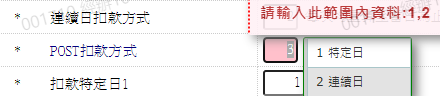 * 連續日扣款方式
請輸入此範圍內資料:1,2
* POST扣款方式 3
1 特定日
* 扣款特定日1 1
2 連續日